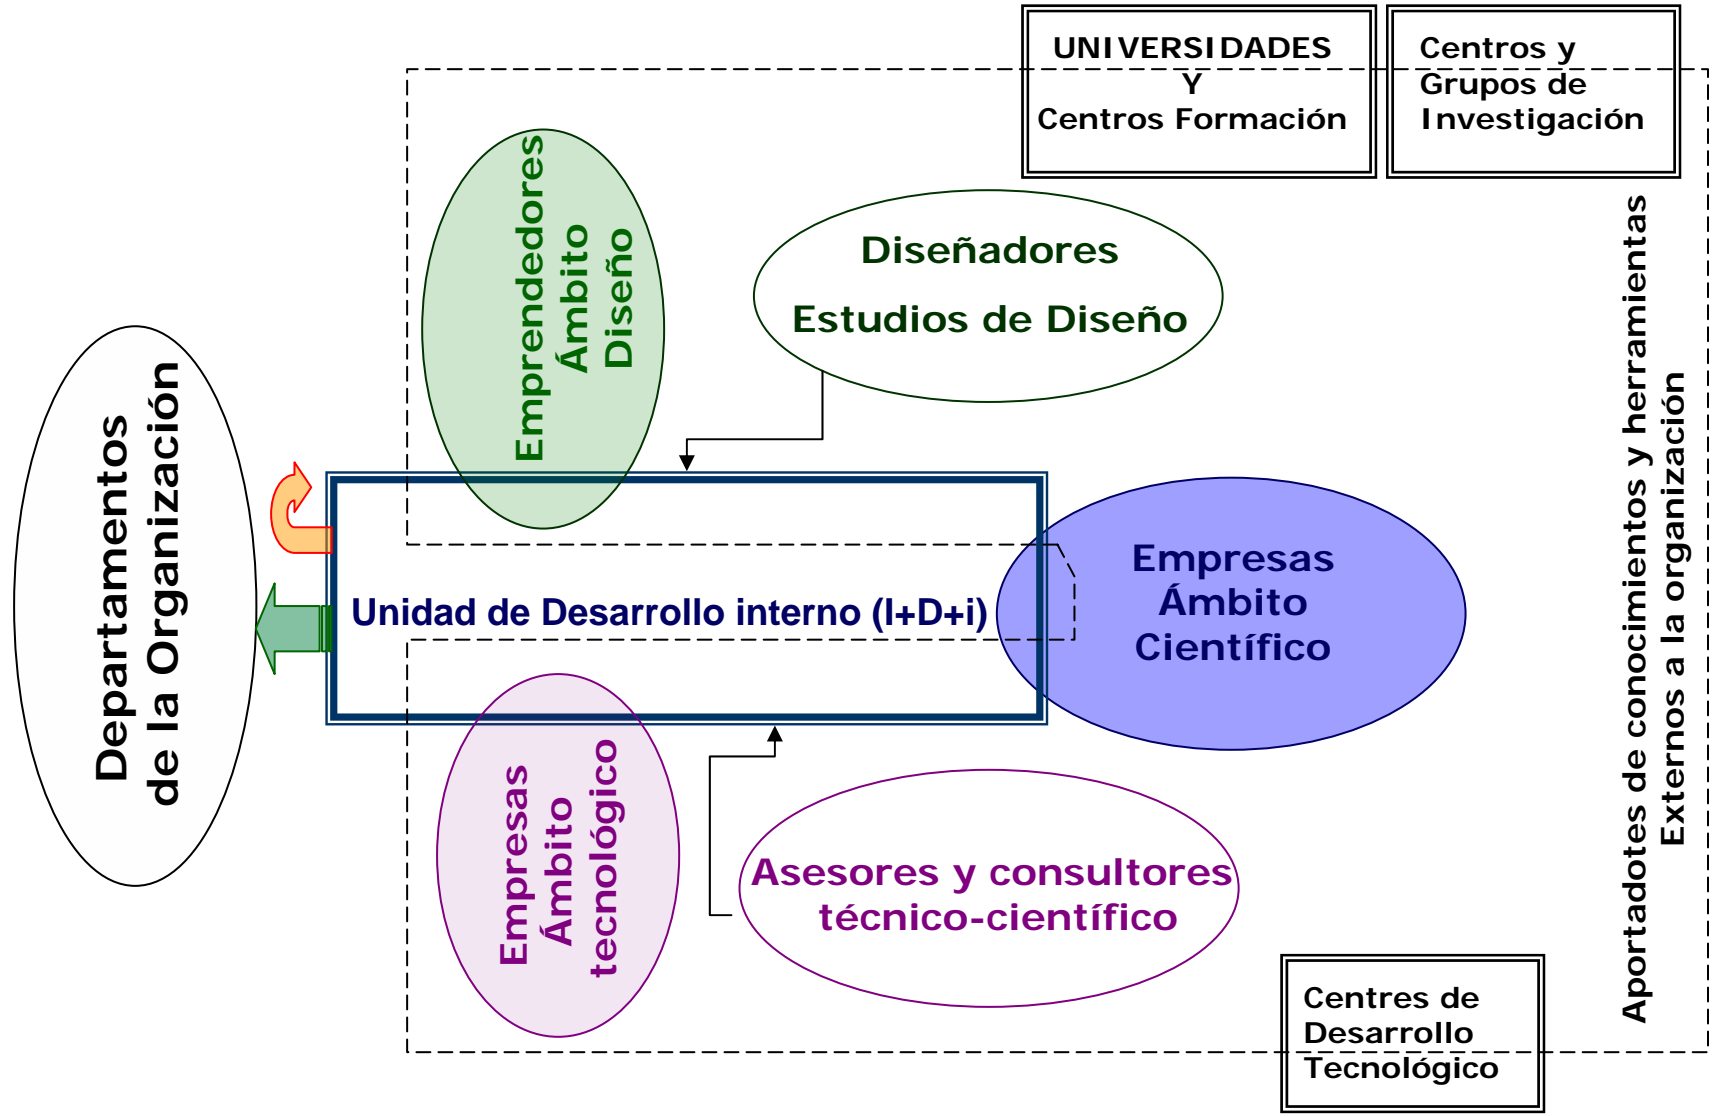 UNIVERSIDADES
Y
Centros Formación
Centros y
Grupos de
Investigación
Emprendedores
Ámbito
Diseño
Diseñadores
Estudios de Diseño
Departamentos
de la Organización
Unidad de Desarrollo interno (I+D+i)
Empresas
Ámbito
Científico
Aportadotes de conocimientos y herramientas
Externos a la organización
Empresas
Ámbito
tecnológico
Asesores y consultores
técnico-científico
Centres de
Desarrollo
Tecnológico